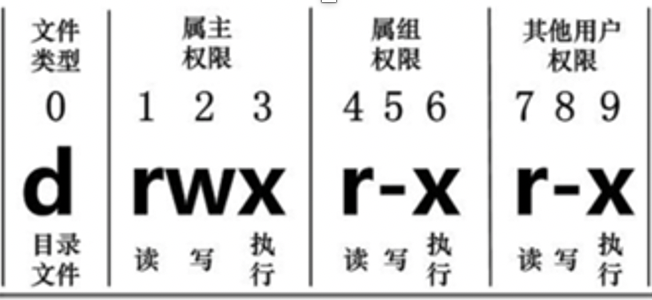 文件 属主 属组 其他用户
类型 权限 权限 权限
0 1 2 3 4 5 6 7 8 9
d rwx r-x r-x
目录 读 写 执 读 写 执 读 写 执
文件 行 行 行